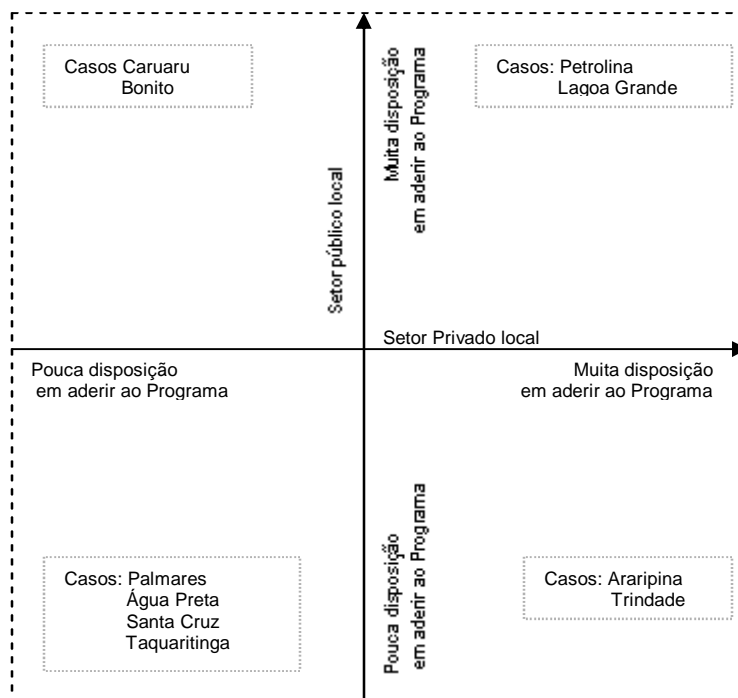 Casos Caruaru
Bonito
Muita disposição
em aderir ao Programa
Casos: Petrolina
Lagoa Grande
Setor público local
Setor Privado local
Pouca disposição
em aderir ao Programa
Muita disposição
em aderir ao Programa
Casos: Palmares
Água Preta
Santa Cruz
Taquaritinga
Pouca disposição
em aderir ao Programa
Casos: Araripina
Trindade